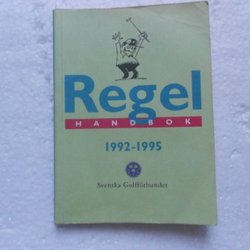 Regel
HANDBOK
1992-1995
Svenska Golfförbundet